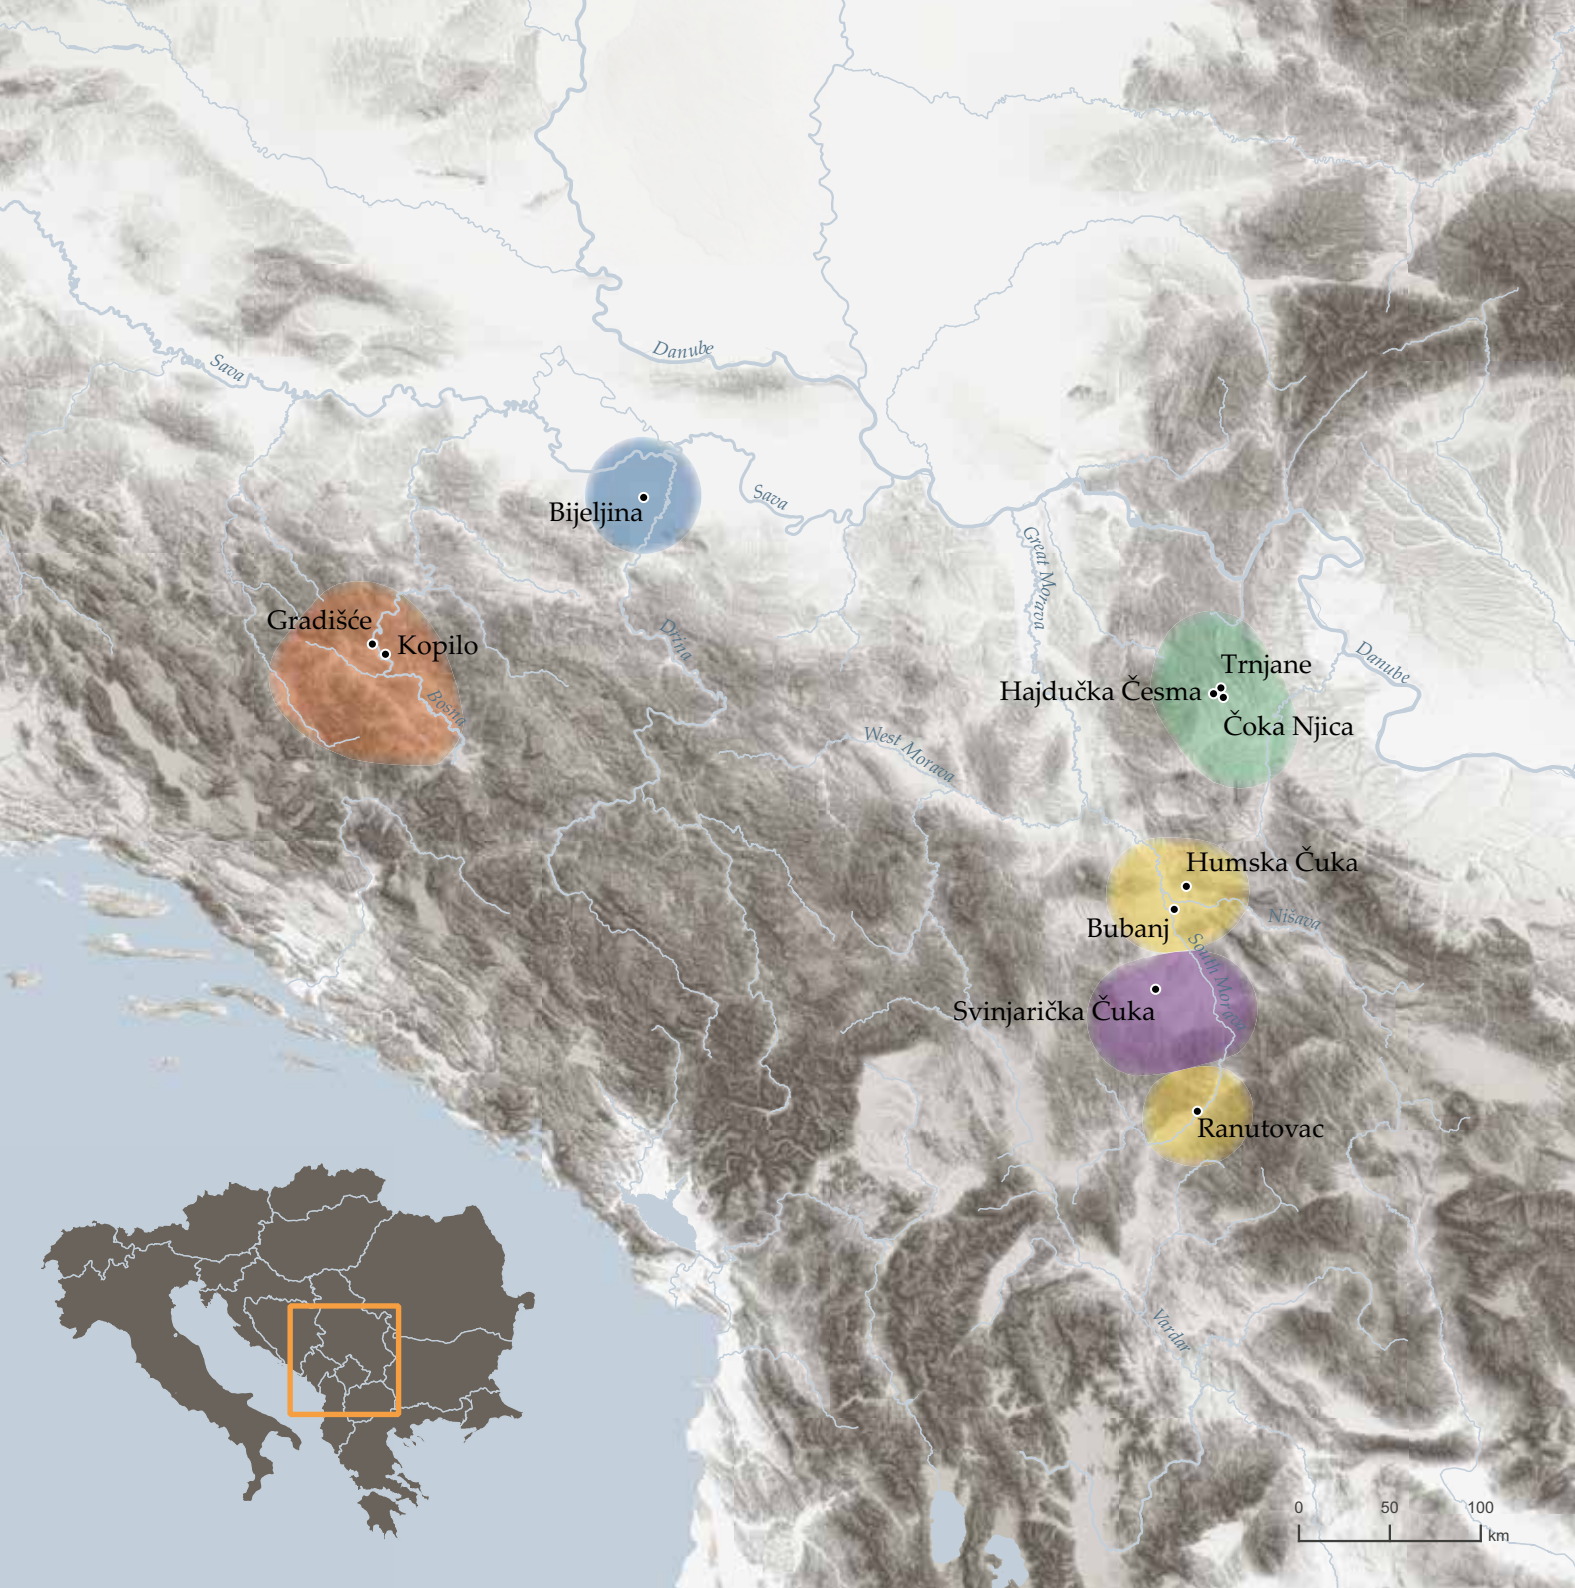 Danube
Sava
Sava
Bijeljina
Great Morava
Gradišće
Kopilo
Drina
Bosna
Trnjane
Danube
Hajdučka Česma
Čoka Njica
West Morava
Humska Čuka
Bubanj
Nišava
South Morava
Svinjarička Čuka
Ranutovac
Vardar
0 50 100
km